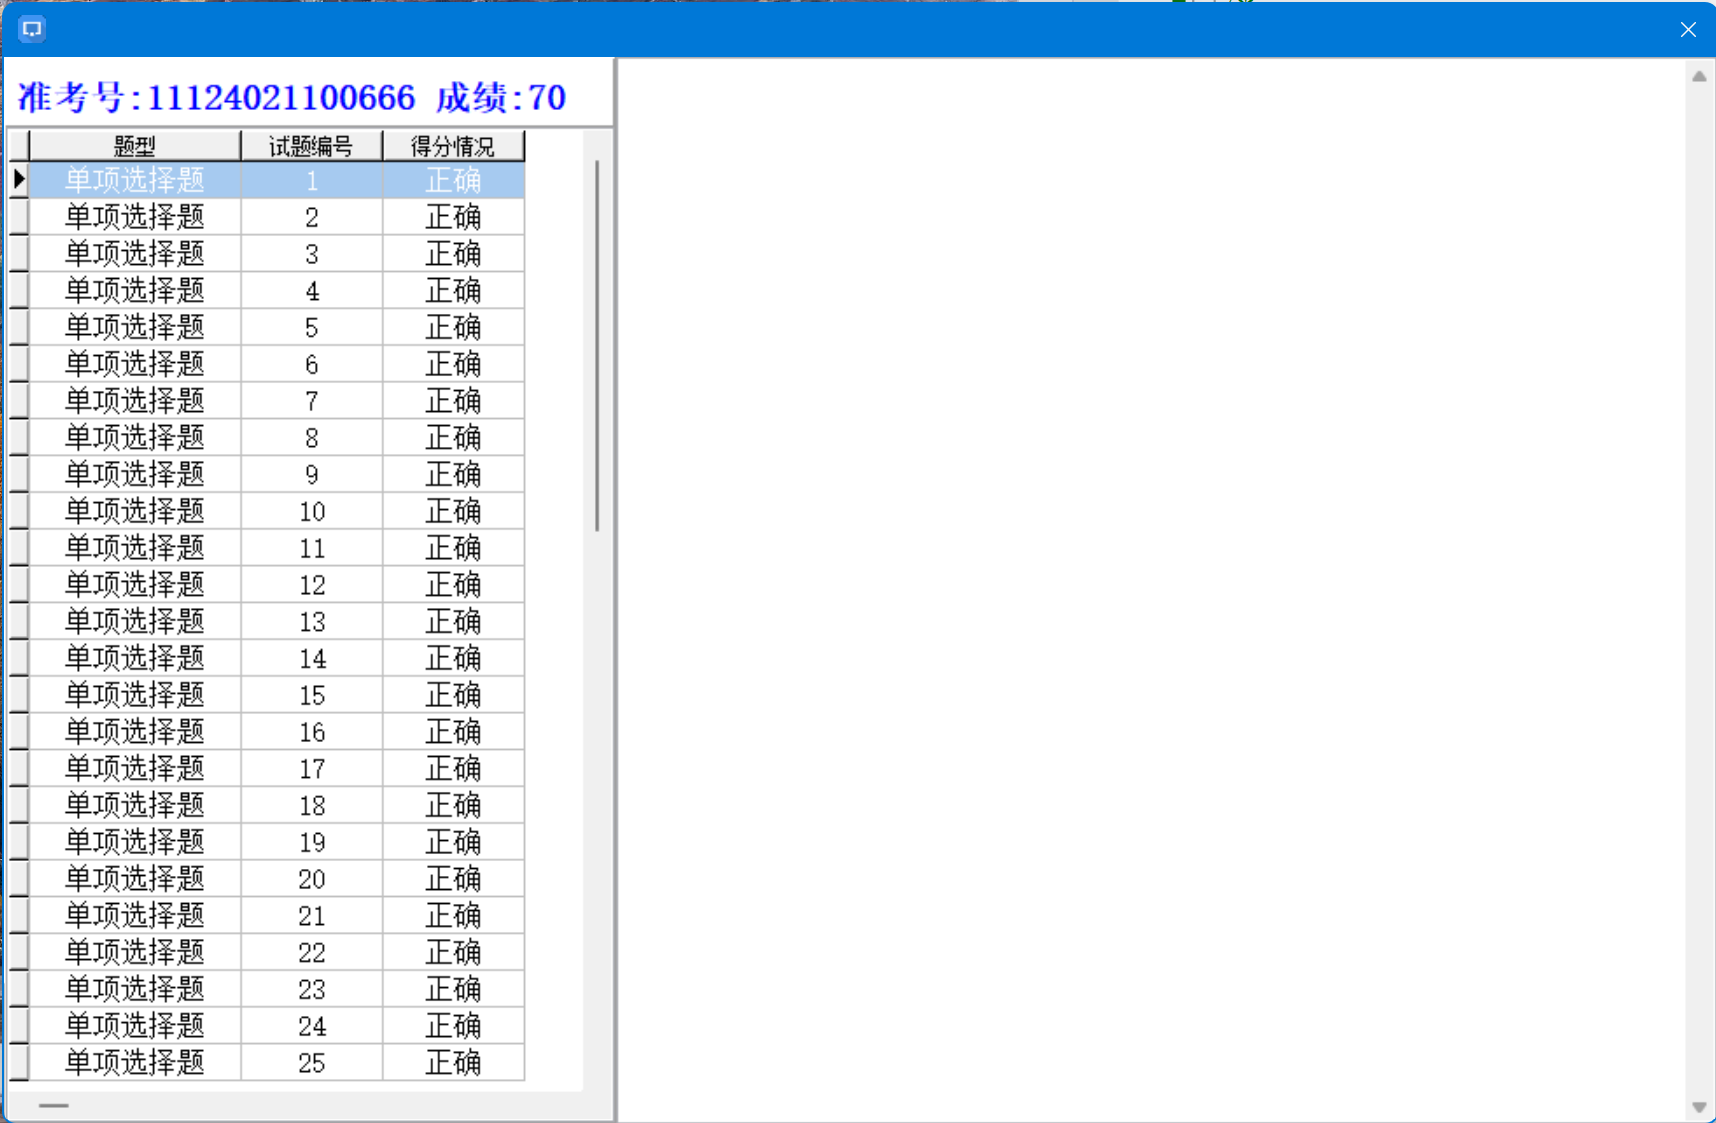 准考号:11124021100666 成绩:70
题型 试题编号 得分情况
单项选择题 1 正确
单项选择题 2 正确
单项选择题 3 正确
单项选择题 4 正确
单项选择题 5 正确
单项选择题 6 正确
单项选择题 7 正确
单项选择题 8 正确
单项选择题 9 正确
单项选择题 10 正确
单项选择题 11 正确
单项选择题 12 正确
单项选择题 13 正确
单项选择题 14 正确
单项选择题 15 正确
单项选择题 16 正确
单项选择题 17 正确
单项选择题 18 正确
单项选择题 19 正确
单项选择题 20 正确
单项选择题 21 正确
单项选择题 22 正确
单项选择题 23 正确
单项选择题 24 正确
单项选择题 25 正确